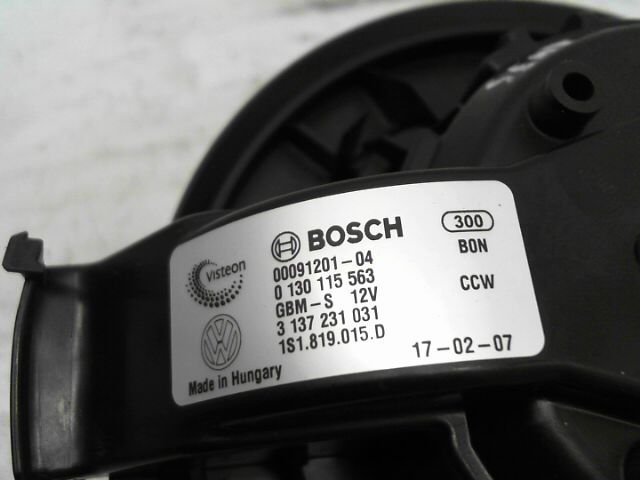 BOSCH
300
Visteon
00091201-04
BON
0 130 115 563
CCW
GBM-S 12V
3 137 231 031
1S1.819.015.D
17-02-07
Made in Hungary